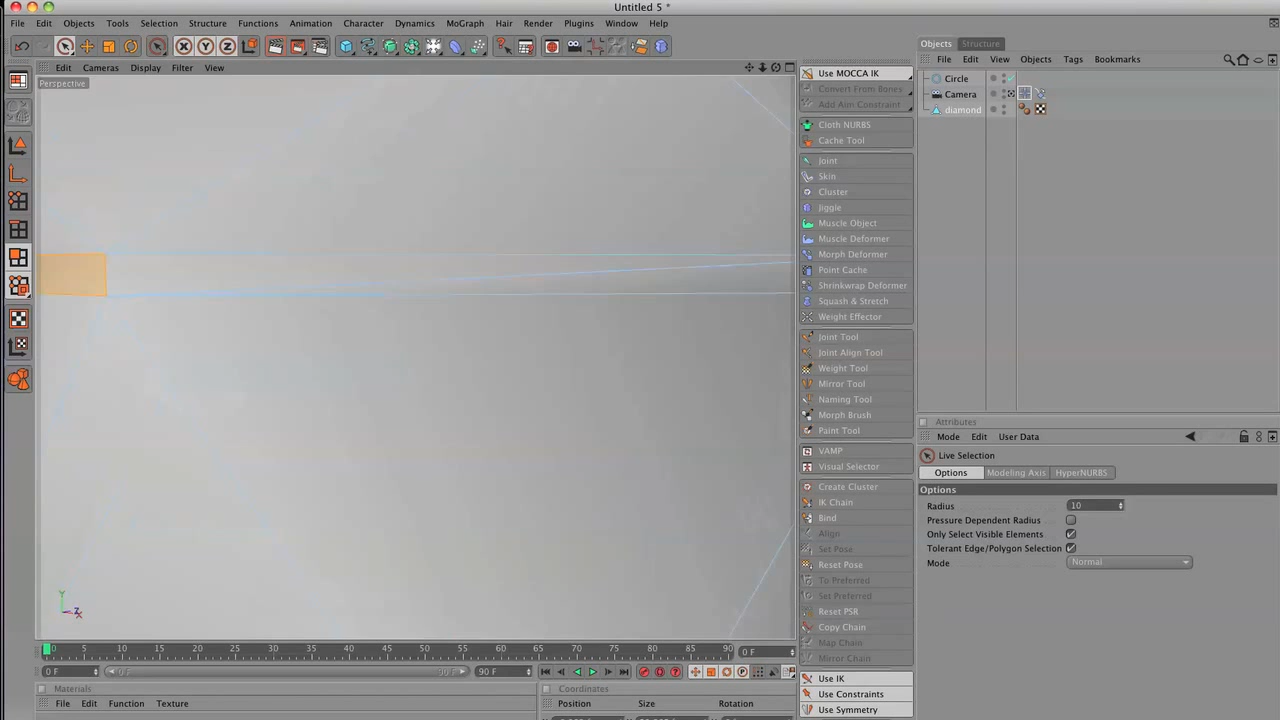 Untitled 5 *
File Edit Objects Tools Selection Functions Structure Animation Character Dynamics MoGraph Hair Render Plugins Window Help
Objects Structure
Edit Cameras Display Filter View
File Edit View Objects Tags Bookmarks
Perspective
Use MOCCA IK
Convert From Bones
Add Aim Constraint
Cloth NURBS
Cache Tool
Joint
Skin
Cluster
Jiggle
Muscle Object
Muscle Deformer
Morph Deformer
Point Cache
Shrinkwrap Deformer
Squash & Stretch
Weight Effector
Joint Tool
Joint Align Tool
Weight Tool
Mirror Tool
Naming Tool
Morph Brush
Paint Tool
VAMP
Visual Selector
Create Cluster
IK Chain
Bind
Align
Set Pose
Reset Pose
To Preferred
Set Preferred
Reset PSR
Copy Chain
Map Chain
Mirror Chain
Use IK
Use Constraints
Use Symmetry
Circle
Camera
diamond
Attributes
Mode Edit User Data
Live Selection
Options Modeling Axis HyperNURBS
Options
Radius 10
Pressure Dependent Radius
Only Select Visible Elements
Tolerant Edge/Polygon Selection
Mode Normal
Y
Z
X
0 5 10 15 20 25 30 35 40 45 50 55 60 65 70 75 80 85 90 0 F
0 F 0 F 90 F 90 F
Materials
File Edit Function Texture
Coordinates
Position Size Rotation